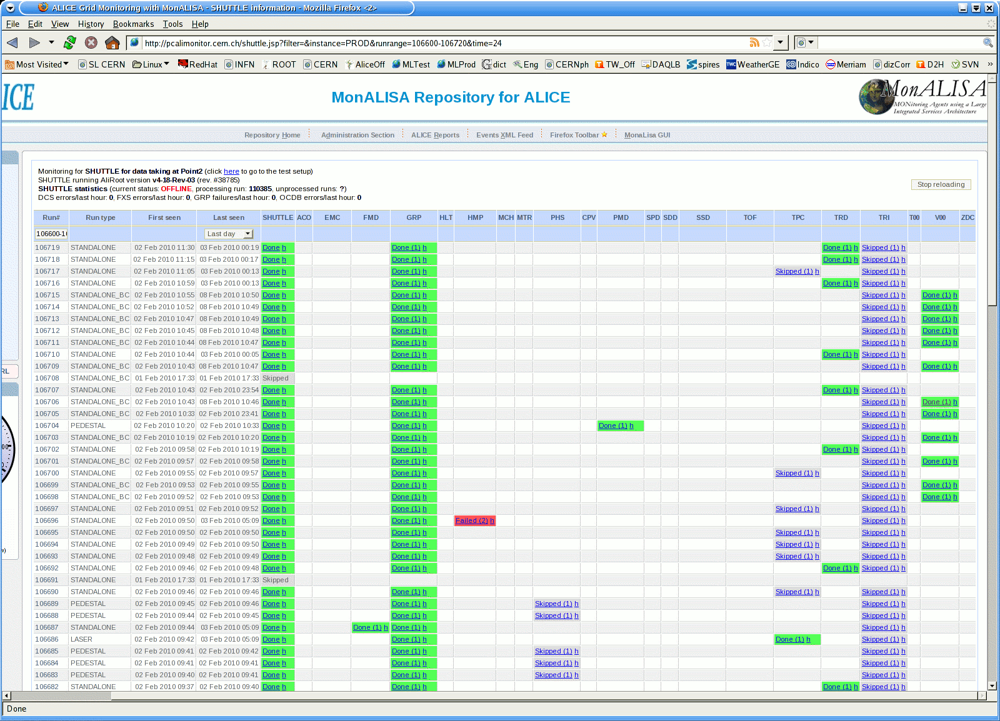 ALICE Grid Monitoring with MonALISA - SHUTTLE information - Mozilla Firefox <2>
File Edit View History Bookmarks Tools Help
http://pcalimonitor.cern.ch/shuttle.jsp?filter=&instance=PROD&runrange=106600-106720&time=24
Most Visited SL CERN Linux RedHat INFN ROOT CERN AliceOff MLTest MLProd dict Eng CERNph TW_Off DAQLB spires WeatherGE Indico Merriam dizCorr D2H SVN »
ICE
MonALISA Repository for ALICE
MonALISA
MONitoring Agents using a Large
Integrated Services Architecture
Repository Home Administration Section ALICE Reports Events XML Feed Firefox Toolbar MonaLisa GUI
Monitoring for SHUTTLE for data taking at Point2 (click here to go to the test setup)
SHUTTLE running AliRoot version v4-18-Rev-03 (rev. #38785)
SHUTTLE statistics (current status: OFFLINE, processing run: 110385, unprocessed runs: ?)
DCS errors/last hour: 0, FXS errors/last hour: 0, GRP failures/last hour: 0, OCDB errors/last hour: 0
Stop reloading
Run# Run type First seen Last seen SHUTTLE ACO EMC FMD GRP HLT HMP MCH MTR PHS CPV PMD SPD SDD SSD TOF TPC TRD TRI T00 V00 ZDC
106600-1 Last day
106719 STANDALONE 02 Feb 2010 11:30 03 Feb 2010 00:19 Done h Done (1) h Done (1) h Skipped (1) h
106718 STANDALONE 02 Feb 2010 11:15 03 Feb 2010 00:17 Done h Done (1) h Done (1) h Skipped (1) h
106717 STANDALONE 02 Feb 2010 11:05 03 Feb 2010 00:13 Done h Done (1) h Skipped (1) h Skipped (1) h
106716 STANDALONE 02 Feb 2010 10:59 03 Feb 2010 00:13 Done h Done (1) h Done (1) h Skipped (1) h
106715 STANDALONE_BC 02 Feb 2010 10:55 08 Feb 2010 10:50 Done h Done (1) h Skipped (1) h Done (1) h
106714 STANDALONE_BC 02 Feb 2010 10:52 08 Feb 2010 10:49 Done h Done (1) h Skipped (1) h Done (1) h
106713 STANDALONE_BC 02 Feb 2010 10:47 08 Feb 2010 10:49 Done h Done (1) h Skipped (1) h Done (1) h
106712 STANDALONE_BC 02 Feb 2010 10:45 08 Feb 2010 10:48 Done h Done (1) h Skipped (1) h Done (1) h
106711 STANDALONE_BC 02 Feb 2010 10:44 08 Feb 2010 10:47 Done h Done (1) h Skipped (1) h Done (1) h
106710 STANDALONE 02 Feb 2010 10:44 03 Feb 2010 00:05 Done h Done (1) h Done (1) h Skipped (1) h
106709 STANDALONE_BC 02 Feb 2010 10:43 08 Feb 2010 10:47 Done h Done (1) h Skipped (1) h Done (1) h
106708 STANDALONE_BC 01 Feb 2010 17:33 01 Feb 2010 17:33 Skipped
106707 STANDALONE_BC 02 Feb 2010 10:43 02 Feb 2010 23:54 Done h Done (1) h Done (1) h Skipped (1) h
106706 STANDALONE_BC 02 Feb 2010 10:43 08 Feb 2010 10:46 Done h Done (1) h Skipped (1) h Done (1) h
106705 STANDALONE_BC 02 Feb 2010 10:33 02 Feb 2010 23:41 Done h Done (1) h Skipped (1) h Done (1) h
106704 PEDESTAL 02 Feb 2010 10:20 02 Feb 2010 10:33 Done h Done (1) h Done (1) h Skipped (1) h
106703 STANDALONE_BC 02 Feb 2010 10:19 02 Feb 2010 10:20 Done h Done (1) h Skipped (1) h Done (1) h
106702 STANDALONE 02 Feb 2010 09:58 02 Feb 2010 10:19 Done h Done (1) h Done (1) h Skipped (1) h
106701 STANDALONE_BC 02 Feb 2010 09:57 02 Feb 2010 09:58 Done h Done (1) h Skipped (1) h Done (1) h
106700 STANDALONE 02 Feb 2010 09:55 02 Feb 2010 09:57 Done h Done (1) h Skipped (1) h Skipped (1) h
106699 STANDALONE_BC 02 Feb 2010 09:53 02 Feb 2010 09:55 Done h Done (1) h Skipped (1) h Done (1) h
106698 STANDALONE_BC 02 Feb 2010 09:52 02 Feb 2010 09:53 Done h Done (1) h Skipped (1) h Done (1) h
106697 STANDALONE 02 Feb 2010 09:51 02 Feb 2010 09:52 Done h Done (1) h Skipped (1) h Skipped (1) h
106696 STANDALONE 02 Feb 2010 09:50 03 Feb 2010 05:09 Done h Done (1) h Failed (2) h Skipped (1) h
106695 STANDALONE 02 Feb 2010 09:50 02 Feb 2010 09:50 Done h Done (1) h Skipped (1) h Skipped (1) h
106694 STANDALONE 02 Feb 2010 09:49 02 Feb 2010 09:50 Done h Done (1) h Skipped (1) h Skipped (1) h
106693 STANDALONE 02 Feb 2010 09:48 02 Feb 2010 09:49 Done h Done (1) h Skipped (1) h Skipped (1) h
106692 STANDALONE 02 Feb 2010 09:46 02 Feb 2010 09:48 Done h Done (1) h Done (1) h Skipped (1) h
106691 STANDALONE 01 Feb 2010 17:33 01 Feb 2010 17:33 Skipped
106690 STANDALONE 02 Feb 2010 09:46 02 Feb 2010 09:46 Done h Done (1) h Skipped (1) h Skipped (1) h
106689 PEDESTAL 02 Feb 2010 09:45 02 Feb 2010 09:46 Done h Done (1) h Skipped (1) h Skipped (1) h
106688 PEDESTAL 02 Feb 2010 09:44 02 Feb 2010 09:45 Done h Done (1) h Skipped (1) h Skipped (1) h
106687 STANDALONE 02 Feb 2010 09:44 03 Feb 2010 05:09 Done h Done (1) h Done (1) h Skipped (1) h
106686 LASER 02 Feb 2010 09:42 03 Feb 2010 05:09 Done h Done (1) h Done (1) h Skipped (1) h
106685 PEDESTAL 02 Feb 2010 09:41 02 Feb 2010 09:42 Done h Done (1) h Skipped (1) h Skipped (1) h
106684 PEDESTAL 02 Feb 2010 09:41 02 Feb 2010 09:41 Done h Done (1) h Skipped (1) h Skipped (1) h
106683 PEDESTAL 02 Feb 2010 09:40 02 Feb 2010 09:41 Done h Done (1) h Skipped (1) h Skipped (1) h
106682 STANDALONE 02 Feb 2010 09:37 02 Feb 2010 09:40 Done h Done (1) h Done (1) h Skipped (1) h
RL
00
w)
Done